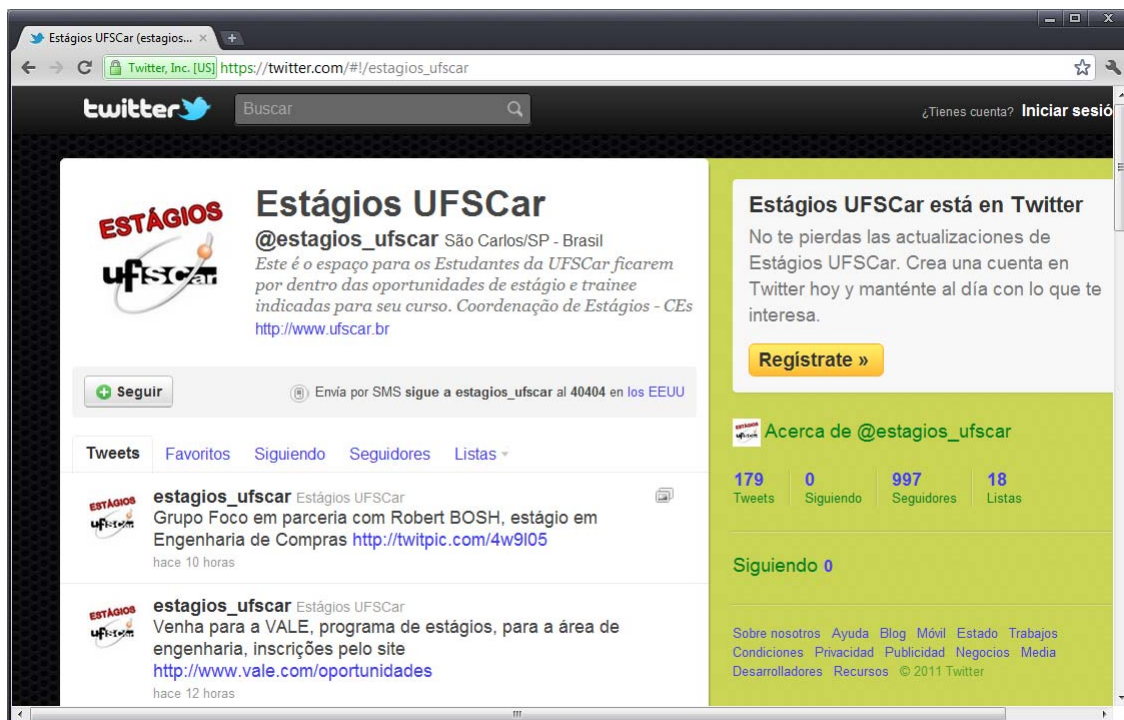 Estágios UFSCar (estagios...
Twitter, Inc. [US] https://twitter.com/#!/estagios_ufscar
twitter
Buscar
¿Tienes cuenta? Iniciar sesió
ESTÁGIOS
ufscar
Estágios UFSCar
@estagios_ufscar São Carlos/SP - Brasil
Este é o espaço para os Estudantes da UFSCar ficarem
por dentro das oportunidades de estágio e trainee
indicadas para seu curso. Coordenação de Estágios - CEs
http://www.ufscar.br
Seguir
Envía por SMS sigue a estagios_ufscar al 40404 en los EEUU
Tweets Favoritos Siguiendo Seguidores Listas
ESTÁGIOS
ufscar
estagios_ufscar Estágios UFSCar
Grupo Foco em parceria com Robert BOSH, estágio em
Engenharia de Compras http://twitpic.com/4w9l05
hace 10 horas
ESTÁGIOS
ufscar
estagios_ufscar Estágios UFSCar
Venha para a VALE, programa de estágios, para a área de
engenharia, inscrições pelo site
http://www.vale.com/oportunidades
hace 12 horas
Estágios UFSCar está en Twitter
No te pierdas las actualizaciones de
Estágios UFSCar. Crea una cuenta en
Twitter hoy y manténte al día con lo que te
interesa.
Regístrate »
Acerca de @estagios_ufscar
179 0 997 18
Tweets Siguiendo Seguidores Listas
Siguiendo 0
Sobre nosotros Ayuda Blog Móvil Estado Trabajos
Condiciones Privacidad Publicidad Negocios Media
Desarrolladores Recursos © 2011 Twitter